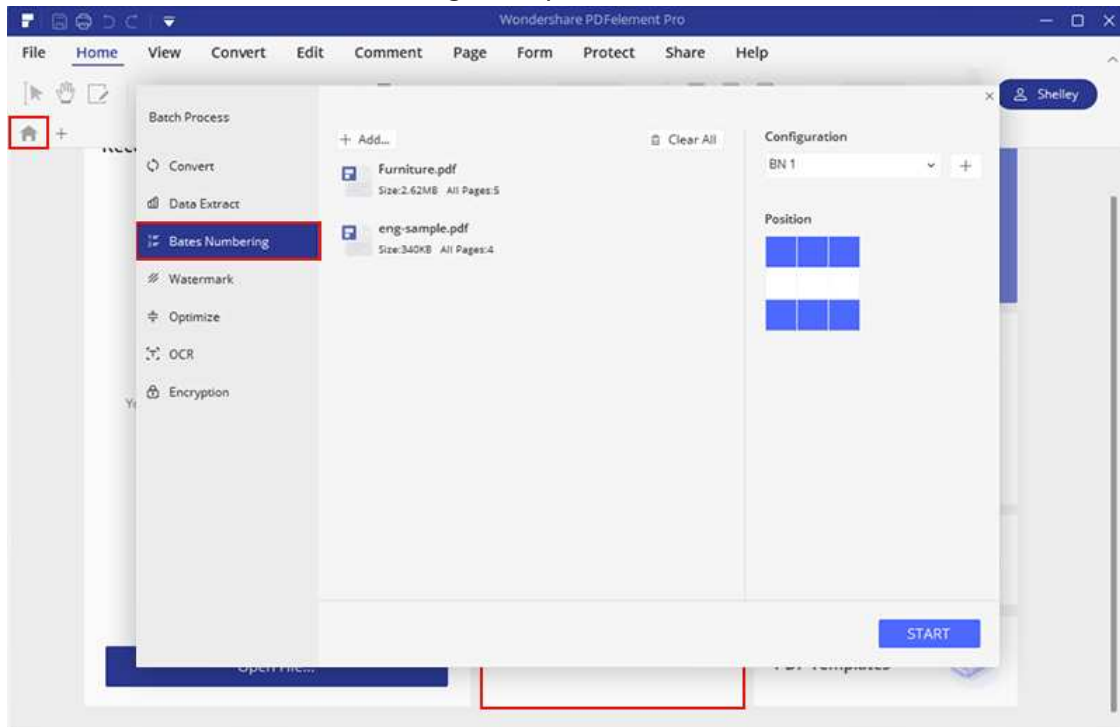 Wondershare PDFelement Pro
File Home View Convert Edit Comment Page Form Protect Share Help
Shelley
Batch Process
+ Add...
Clear All
Configuration
Convert
Furniture.pdf
BN 1
Size:2.62MB All Pages:5
Data Extract
Position
Bates Numbering
eng-sample.pdf
Size:340KB All Pages:4
Watermark
Optimize
OCR
Encryption
START